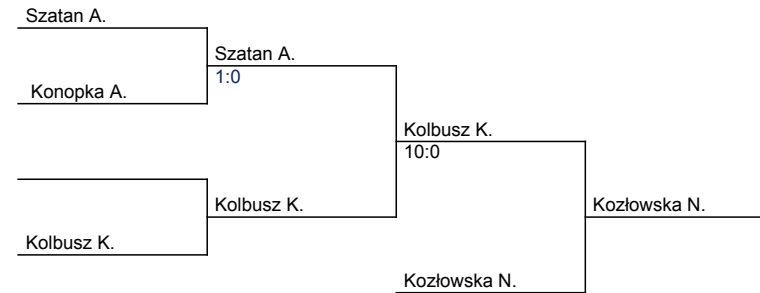 Szatan A.
Szatan A.
1:0
Konopka A.
Kolbusz K.
10:0
Kolbusz K.
Kozłowska N.
Kolbusz K.
Kozłowska N.